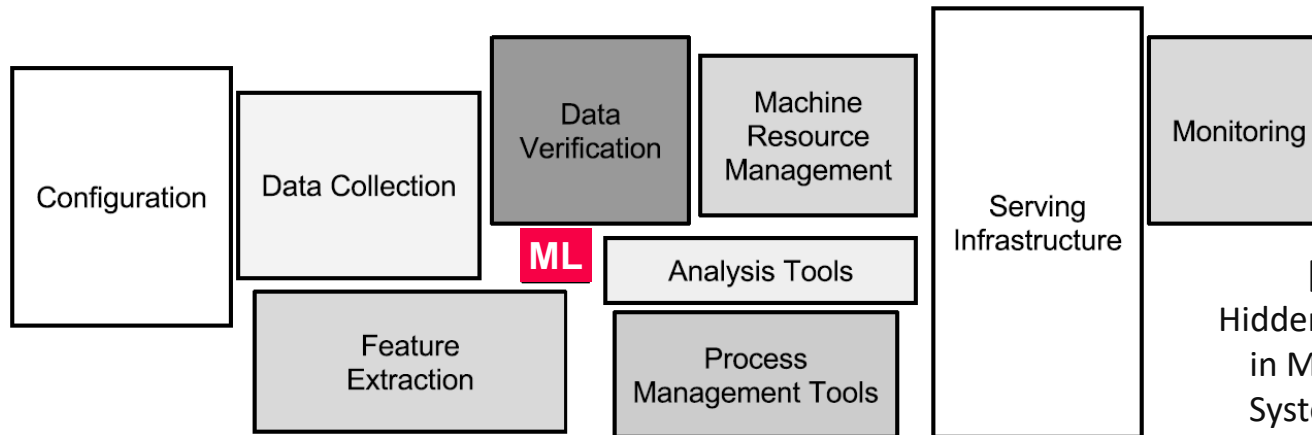 Configuration
Data Collection
Feature
Extraction
Data
Verification
ML
Machine
Resource
Management
Analysis Tools
Process
Management Tools
Serving
Infrastructure
Monitoring
in